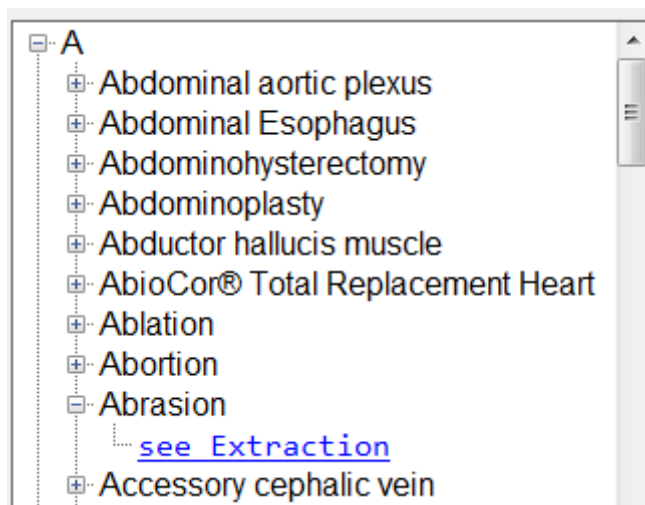 A
Abdominal aortic plexus
Abdominal Esophagus
Abdominohysterectomy
Abdominoplasty
Abductor hallucis muscle
AbioCor® Total Replacement Heart
Ablation
Abortion
Abrasion
see Extraction
Accessory cephalic vein